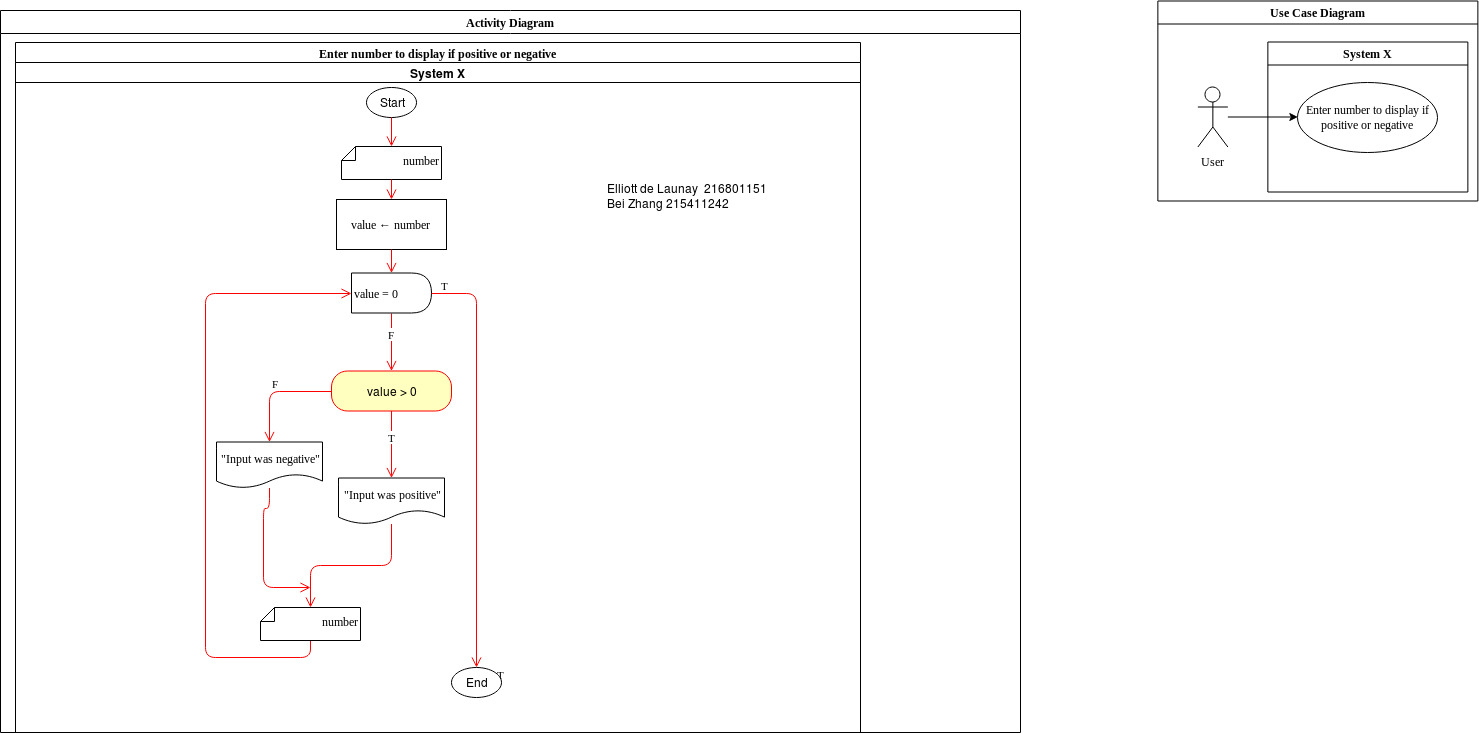 Activity Diagram
Enter number to display if positive or negative
System X
Start
number
Elliott de Launay  216801151
Bei Zhang 215411242
value ← number
value = 0
T
F
value > 0
F
T
"Input was negative"
"Input was positive"
number
End
T
Use Case Diagram
System X
Enter number to display if
positive or negative
User